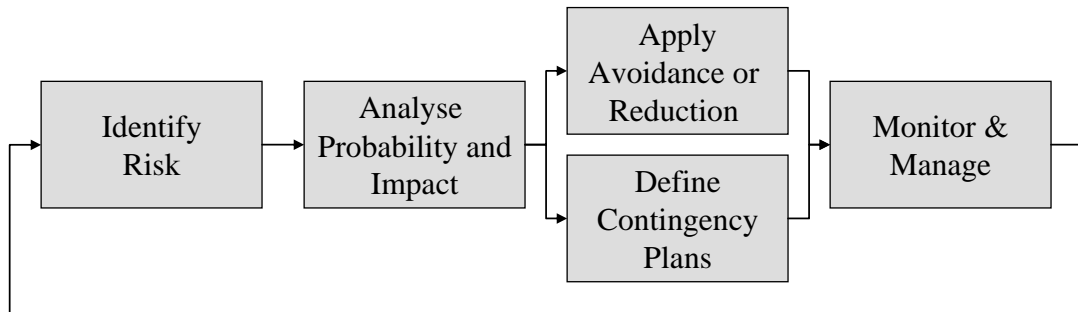 Identify
Risk
Analyse
Probability and
Impact
Apply
Avoidance or
Reduction
Define
Contingency
Plans
Monitor &
Manage